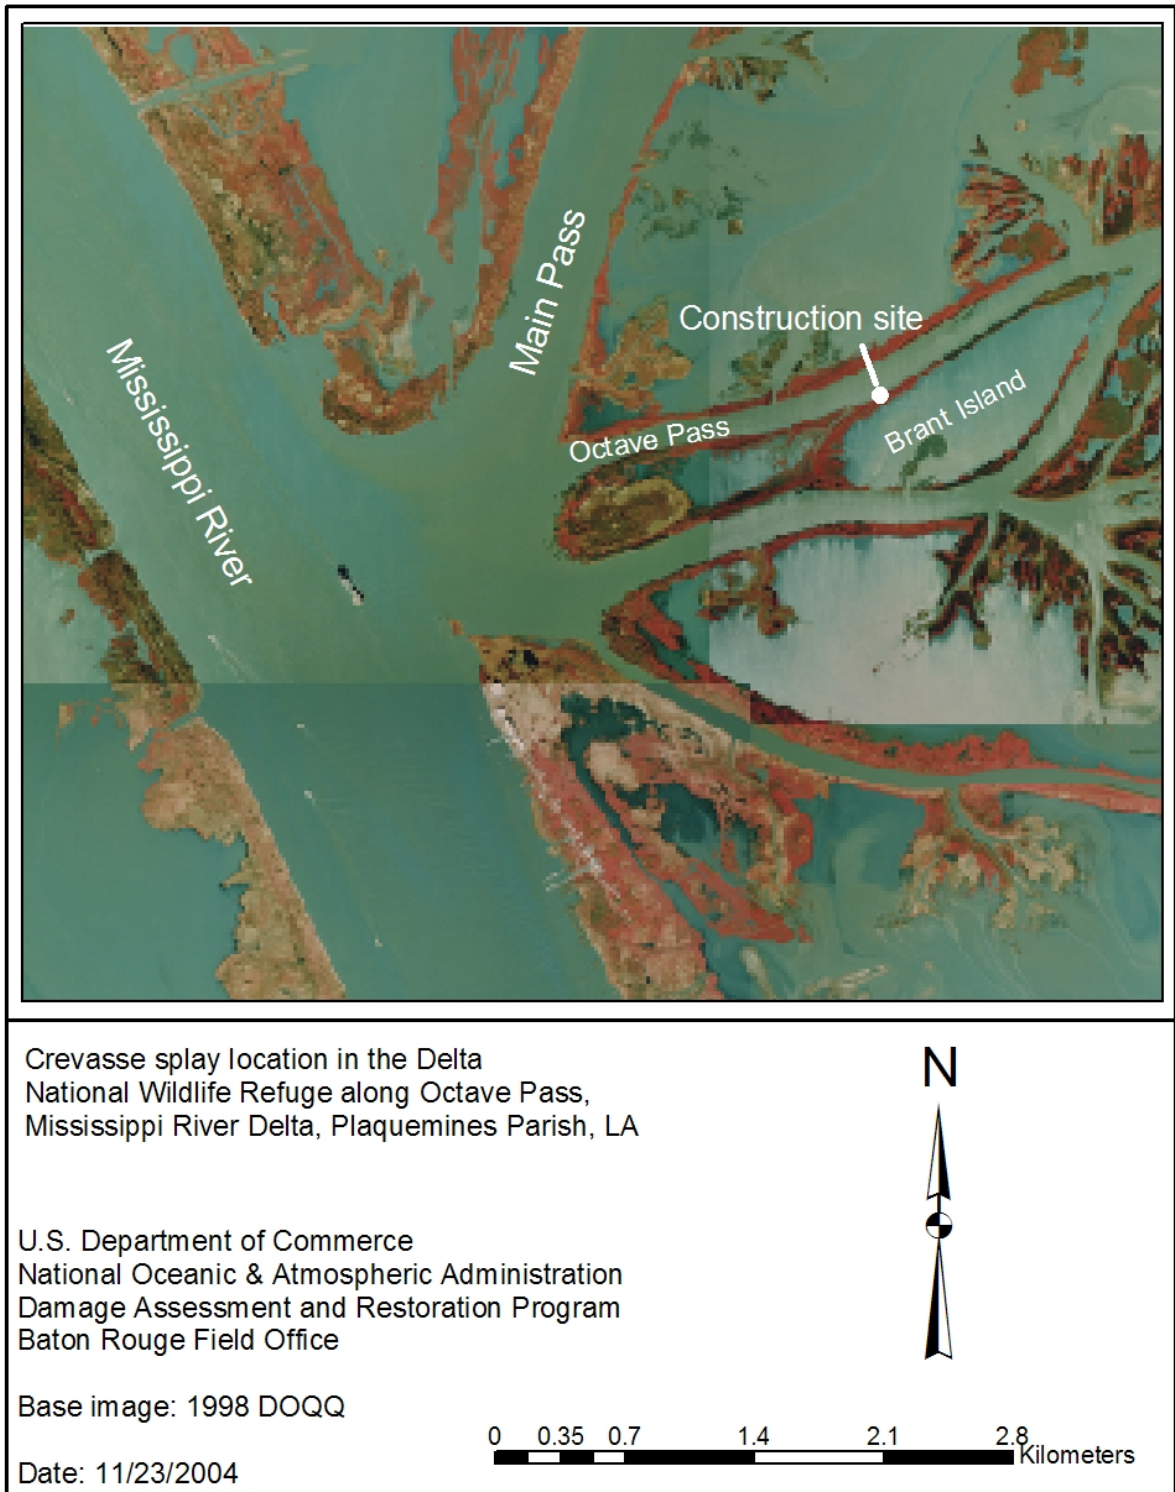 Main Pass
Construction site
Mississippi River
Brant Island
Octave Pass
Crevasse splay location in the Delta
National Wildlife Refuge along Octave Pass,
Mississippi River Delta, Plaquemines Parish, LA
N
U.S. Department of Commerce
National Oceanic & Atmospheric Administration
Damage Assessment and Restoration Program
Baton Rouge Field Office
Base image: 1998 DOQQ
0 0.35 0.7 1.4 2.1 2.8
Kilometers
Date: 11/23/2004